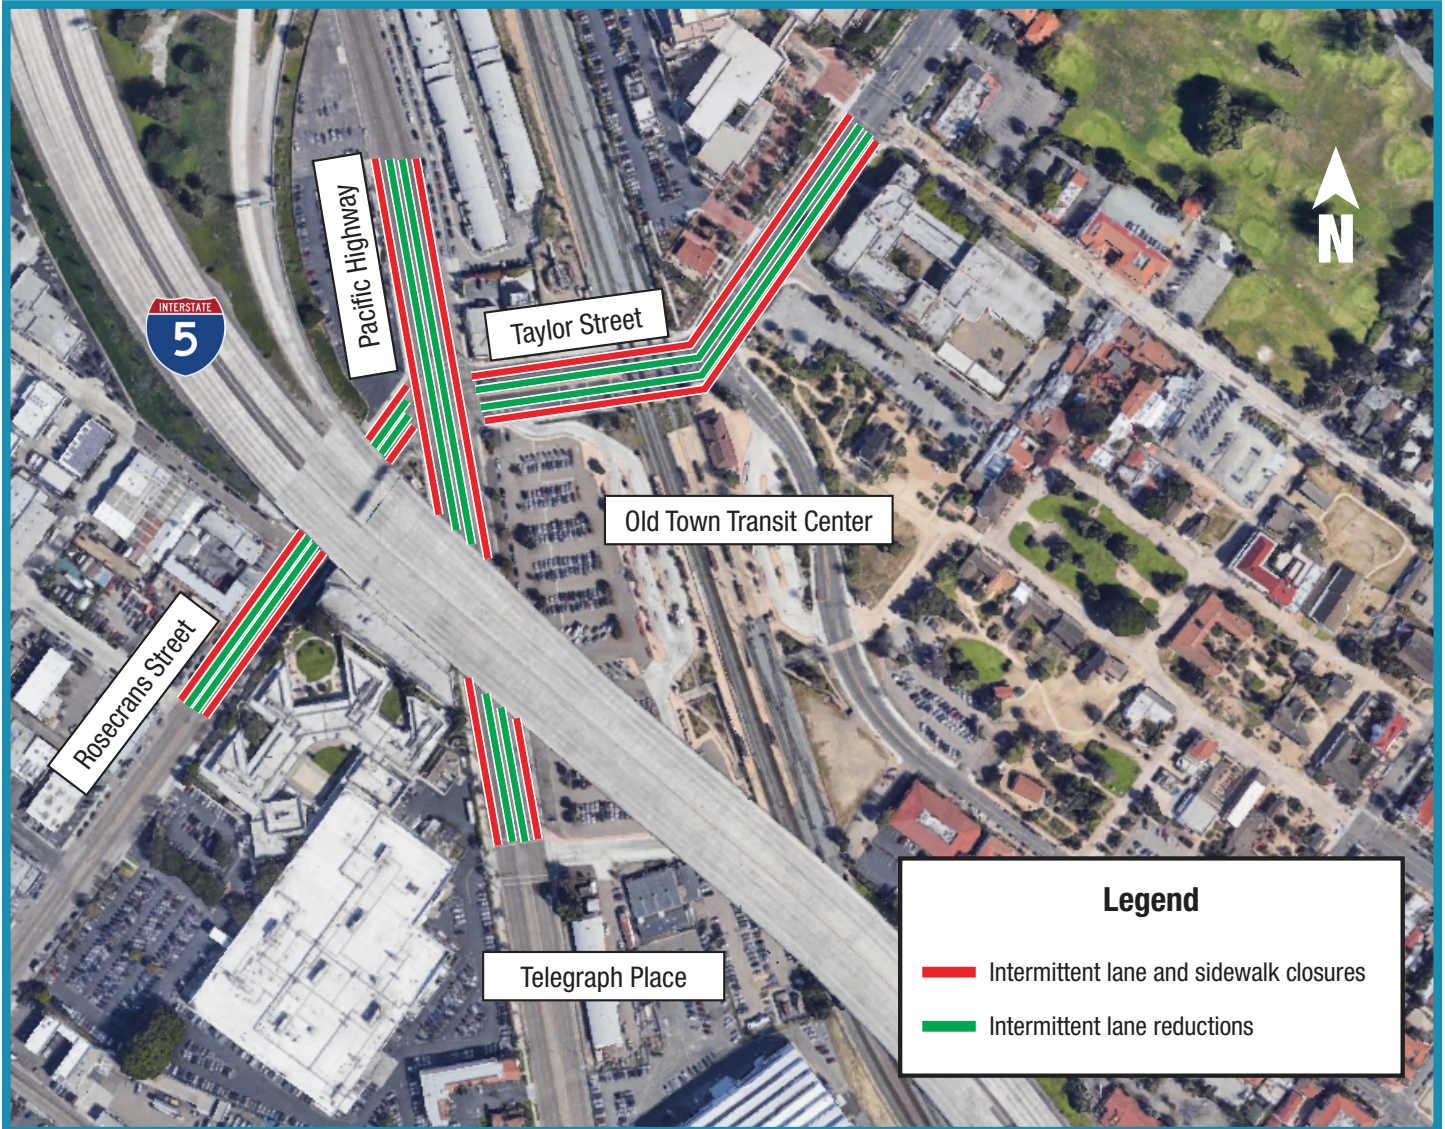 Pacific Highway
INTERSTATE
5
Taylor Street
N
Old Town Transit Center
Rosecrans Street
Telegraph Place
Legend
Intermittent lane and sidewalk closures
Intermittent lane reductions